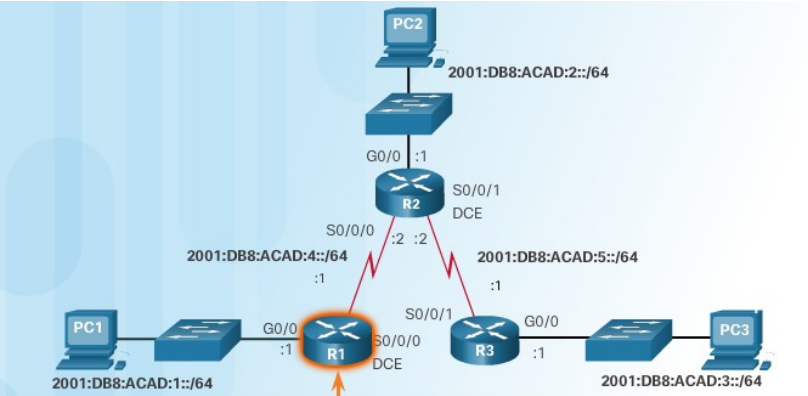 PC2
2001:DB8:ACAD:2::/64
G0/0 :1
R2
S0/0/1
DCE
S0/0/0
:2 :2
2001:DB8:ACAD:4::/64
2001:DB8:ACAD:5::/64
:1
:1
PC1
G0/0
:1
R1
S0/0/0
DCE
S0/0/1
R3
G0/0
:1
PC3
2001:DB8:ACAD:1::/64
2001:DB8:ACAD:3::/64